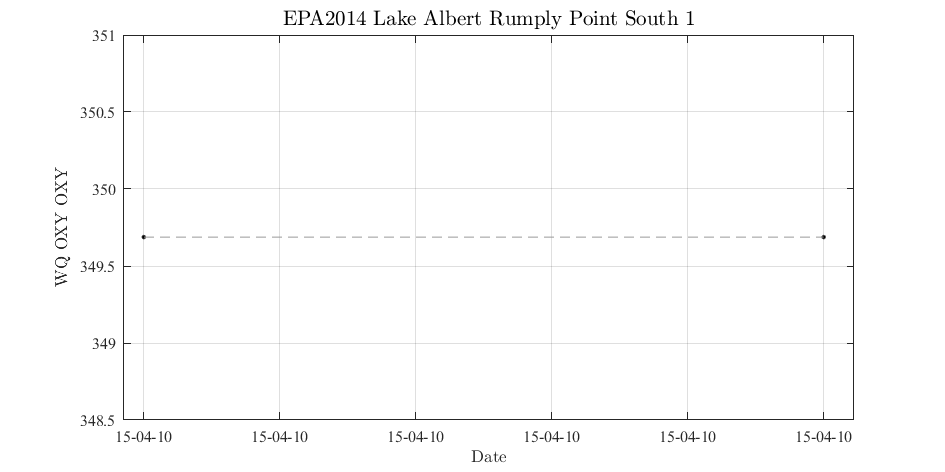 EPA2014 Lake Albert Rumply Point South 1
351
350.5
350
349.5
349
348.5
WQ OXY OXY
15-04-10 15-04-10 15-04-10 15-04-10 15-04-10 15-04-10
Date